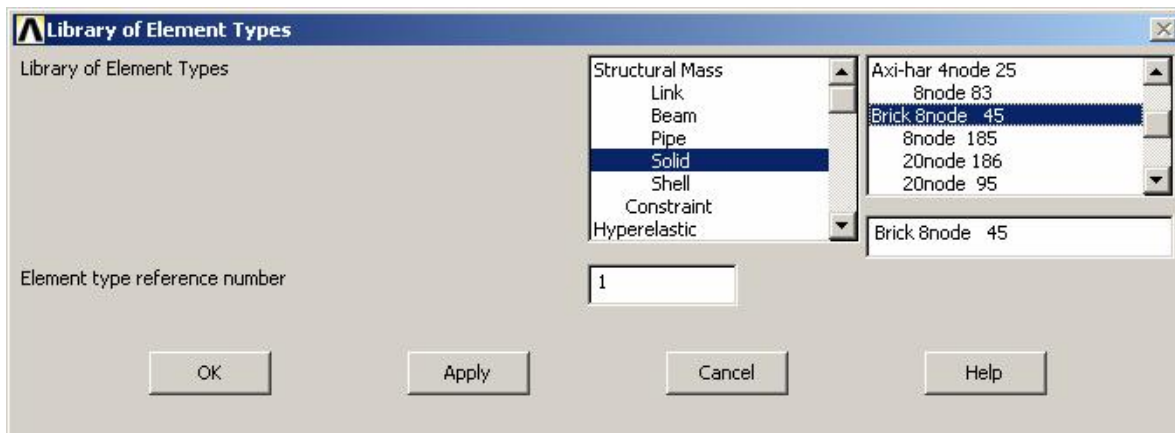 Library of Element Types
Library of Element Types
Structural Mass
Link
Beam
Pipe
Solid
Shell
Constraint
Hyperelastic
Axi-har 4node 25
8node 83
Brick 8node 45
8node 185
20node 186
20node 95
Brick 8node 45
Element type reference number
1
OK
Apply
Cancel
Help